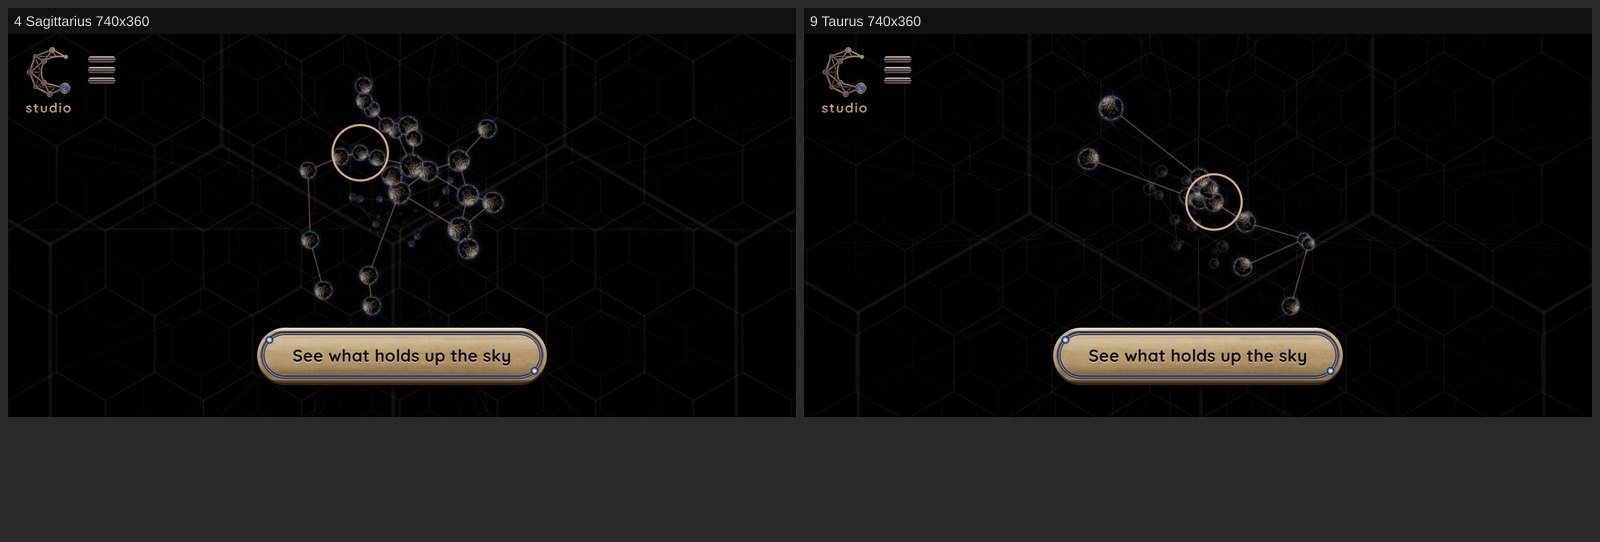 4 Sagittarius 740x360
studio
See what holds up the sky
9 Taurus 740x360
studio
See what holds up the sky